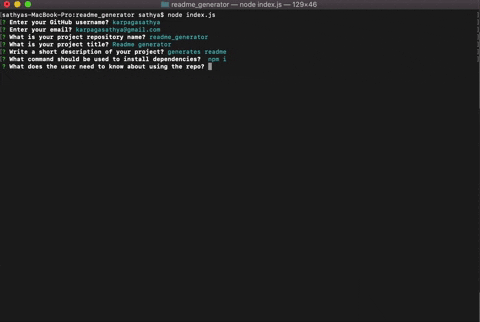 readme_generator — node index.js — 129×46
sathyas-MacBook-Pro:readme_generator sathya$ node index.js
? Enter your GitHub username? karpagasathya
? Enter your email? karpagasathya@gmail.com
? What is your project repository name? readme_generator
? What is your project title? Readme generator
? Write a short description of your project? generates readme
? What command should be used to install dependencies? npm i
? What does the user need to know about using the repo?